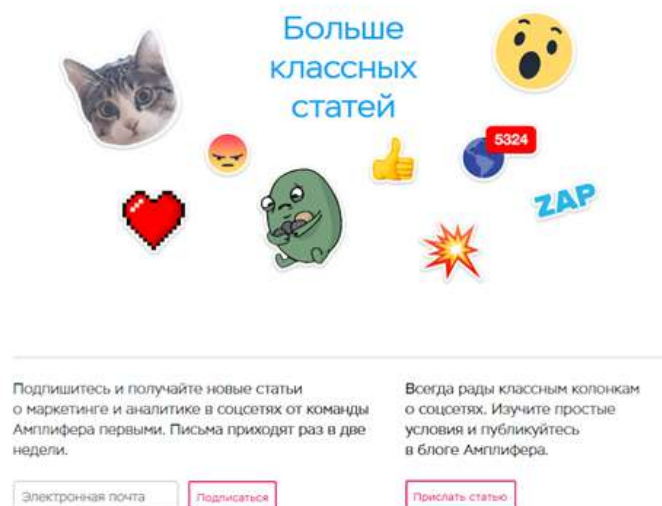 Больше
классных
статей
5324
ZAP
Подпишитесь и получайте новые статьи
о маркетинге и аналитике в соцсетях от команды
Амплифера первыми. Письма приходят раз в две
недели.
Электронная почта
Подписаться
Всегда рады классным колонкам
о соцсетях. Изучите простые
условия и публикуйтесь
в блоге Амплифера.
Прислать статью